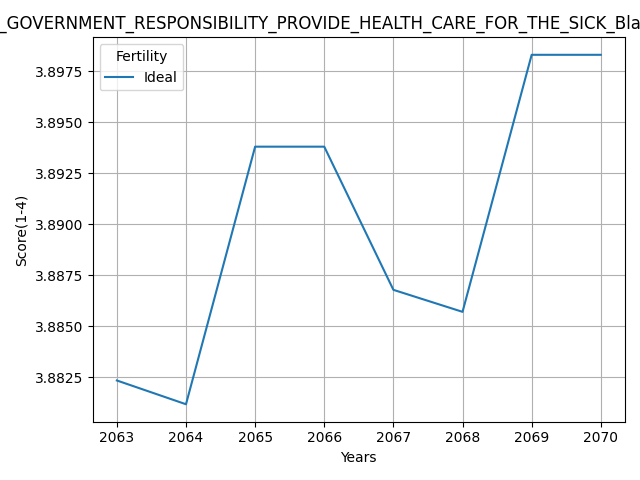 _GOVERNMENT_RESPONSIBILITY_PROVIDE_HEALTH_CARE_FOR_THE_SICK_Bla
Fertility
Ideal
3.8975
3.8950
3.8925
3.8900
3.8875
3.8850
3.8825
Score(1-4)
2063 2064 2065 2066 2067 2068 2069 2070
Years